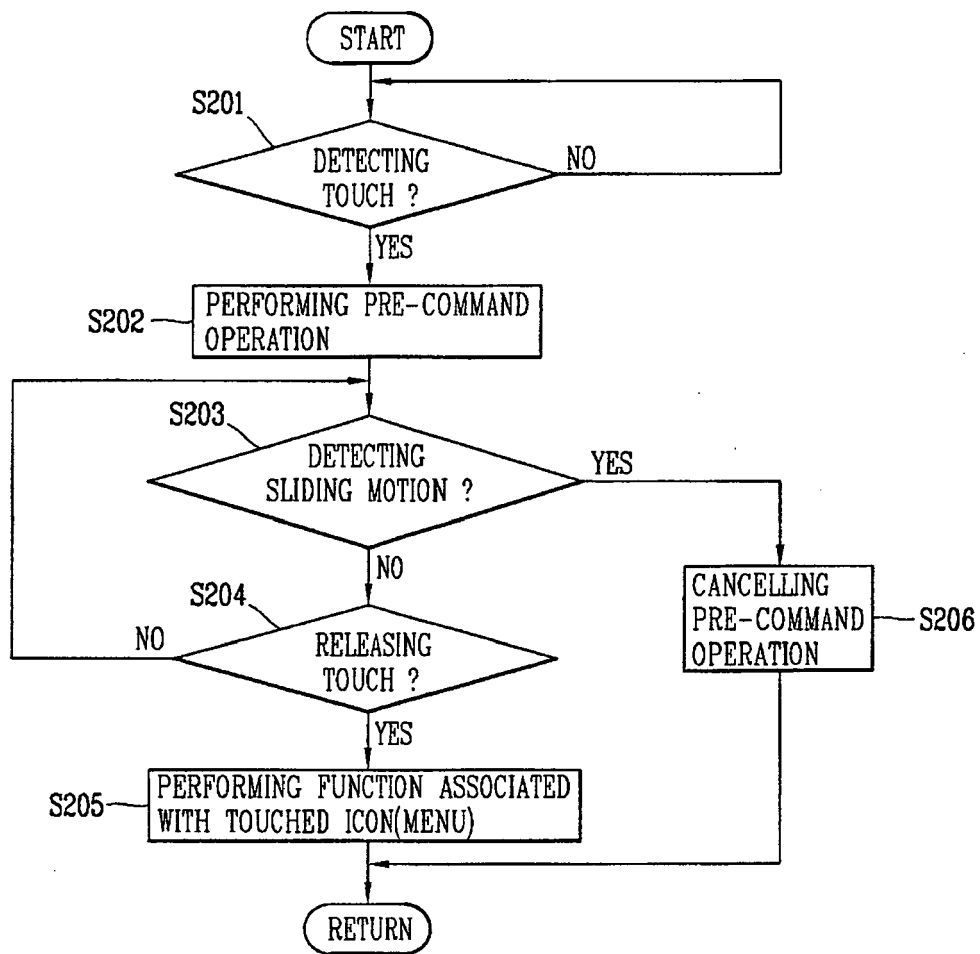 START
S201
DETECTING
TOUCH ?
NO
YES
S202
PERFORMING PRE-COMMAND
OPERATION
S203
DETECTING
SLIDING MOTION ?
YES
NO
S204
NO
RELEASING
TOUCH ?
YES
CANCELLING
PRE-COMMAND
OPERATION
S206
S205
PERFORMING FUNCTION ASSOCIATED
WITH TOUCHED ICON(MENU)
RETURN